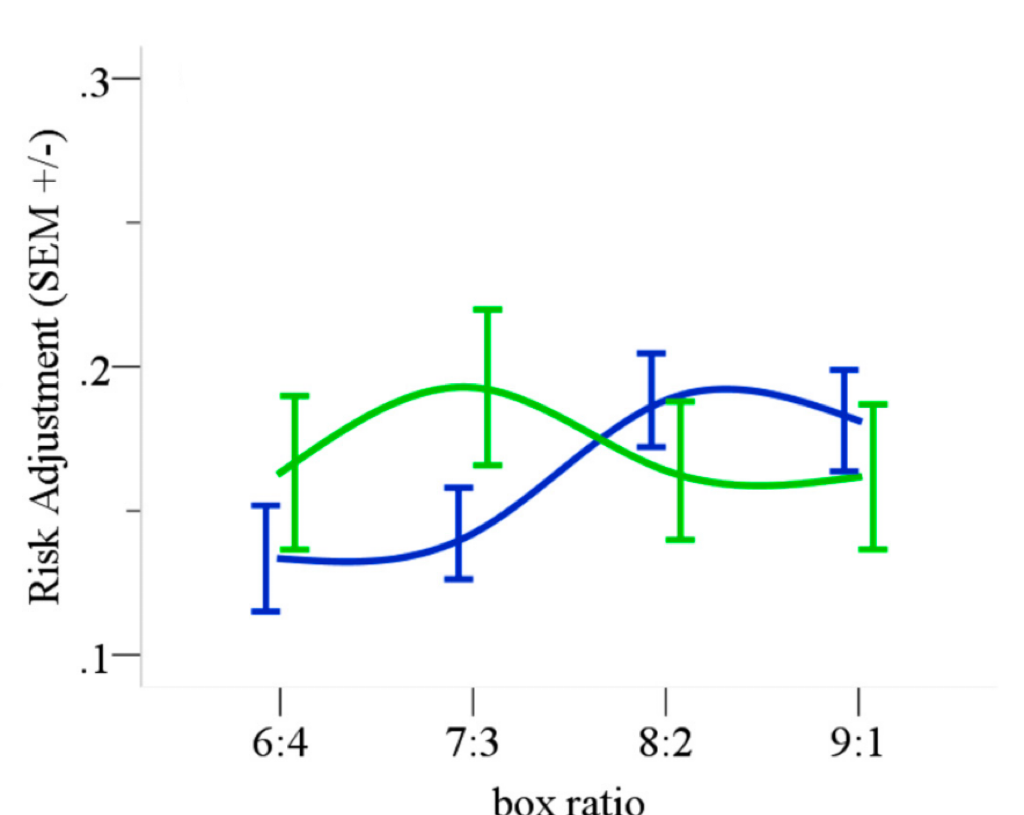 Risk Adjustment (SEM +/-)
.3
.2
.1
6:4 7:3 8:2 9:1
box ratio